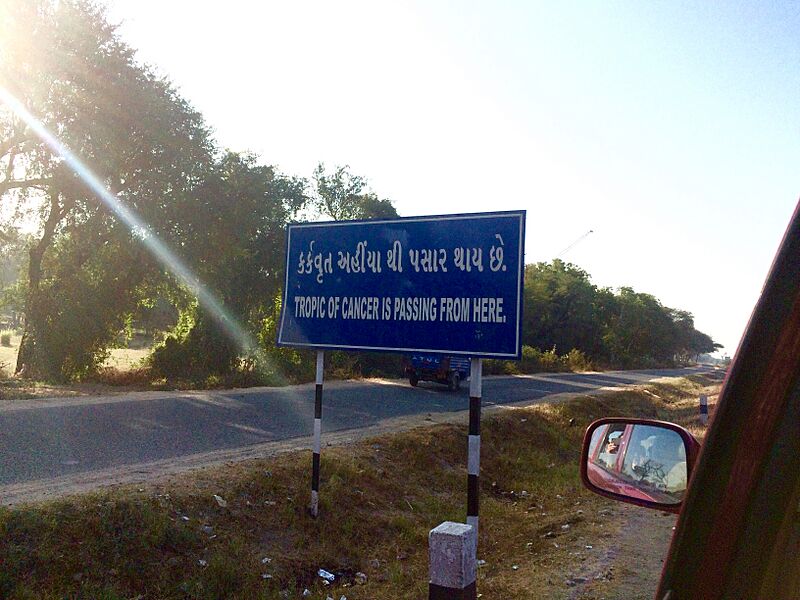 કર્કવૃત અહીંયા થી પસાર થાય છે.
TROPIC OF CANCER IS PASSING FROM HERE.